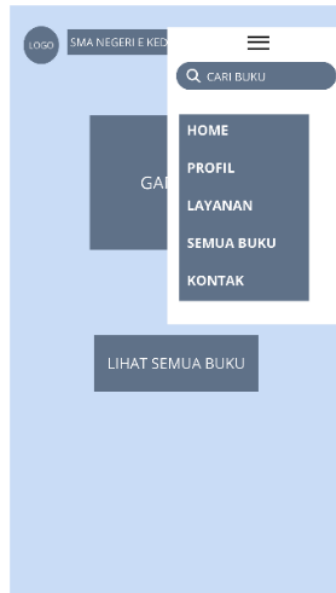 LOGO
SMA NEGERI E KED
CARI BUKU
HOME
PROFIL
LAYANAN
SEMUA BUKU
KONTAK
LIHAT SEMUA BUKU